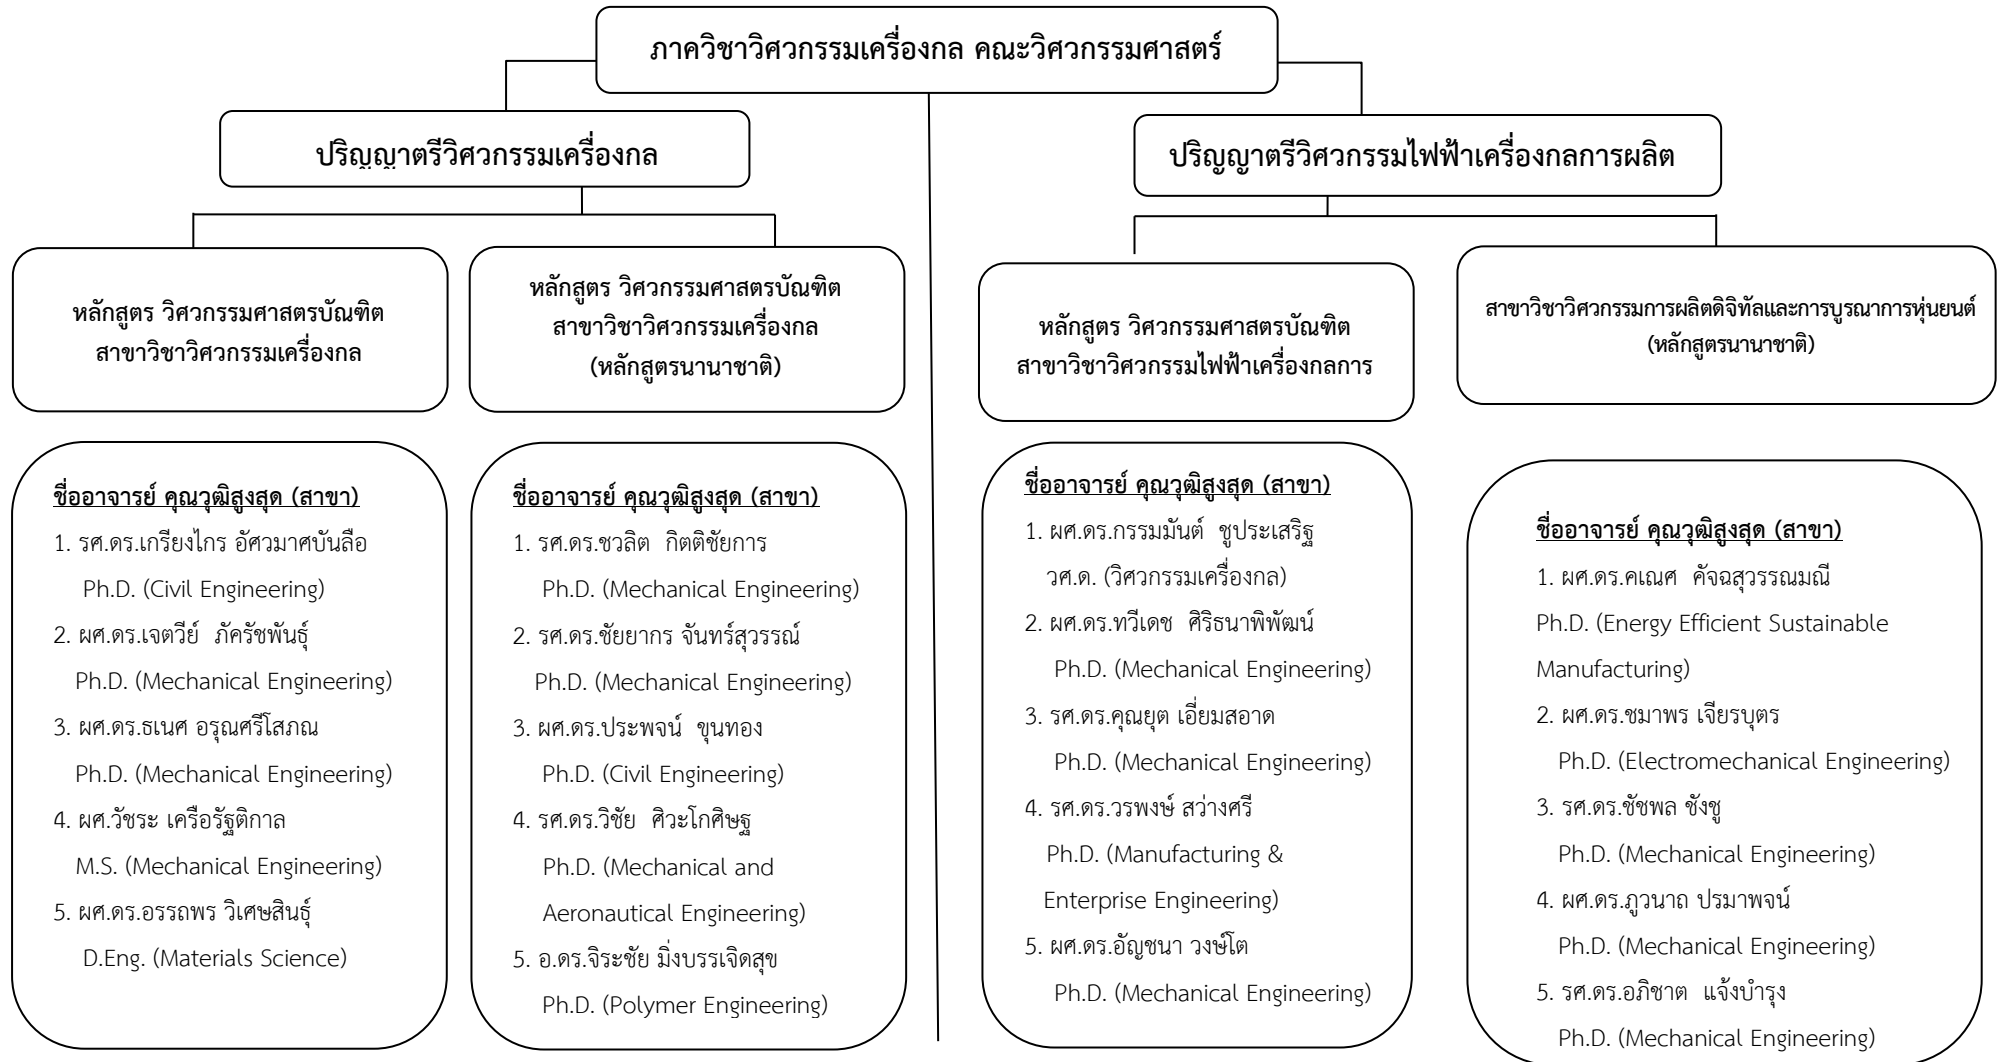 ภาควิชาวิศวกรรมเครื่องกล คณะวิศวกรรมศาสตร์
ปริญญาตรีวิศวกรรมเครื่องกล
หลักสูตร วิศวกรรมศาสตรบัณฑิต
สาขาวิชาวิศวกรรมเครื่องกล
ชื่ออาจารย์ คุณวุฒิสูงสุด (สาขา)
1. รศ.ดร.เกรียงไกร อัศวมาศบันลือ
Ph.D. (Civil Engineering)
2. ผศ.ดร.เจตวีย์ ภัครัชพันธุ์
Ph.D. (Mechanical Engineering)
3. ผศ.ดร.ธเนศ อรุณศรีโสภณ
Ph.D. (Mechanical Engineering)
4. ผศ.วัชระ เครือรัฐติกาล
M.S. (Mechanical Engineering)
5. ผศ.ดร.อรรถพร วิเศษสินธุ์
D.Eng. (Materials Science)
หลักสูตร วิศวกรรมศาสตรบัณฑิต
สาขาวิชาวิศวกรรมเครื่องกล
(หลักสูตรนานาชาติ)
ชื่ออาจารย์ คุณวุฒิสูงสุด (สาขา)
1. รศ.ดร.ชวลิต กิตติชัยการ
Ph.D. (Mechanical Engineering)
2. รศ.ดร.ชัยยากร จันทร์สุวรรณ์
Ph.D. (Mechanical Engineering)
3. ผศ.ดร.ประพจน์ ขุนทอง
Ph.D. (Civil Engineering)
4. รศ.ดร.วิชัย ศิวะโกศิษฐ
Ph.D. (Mechanical and
Aeronautical Engineering)
5. อ.ดร.จิระชัย มิ่งบรรเจิดสุข
Ph.D. (Polymer Engineering)
ปริญญาตรีวิศวกรรมไฟฟ้าเครื่องกลการผลิต
หลักสูตร วิศวกรรมศาสตรบัณฑิต
สาขาวิชาวิศวกรรมไฟฟ้าเครื่องกลการ
ชื่ออาจารย์ คุณวุฒิสูงสุด (สาขา)
1. ผศ.ดร.กรรมมันต์ ชูประเสริฐ
วศ.ด. (วิศวกรรมเครื่องกล)
2. ผศ.ดร.ทวีเดช ศิริธนาพิพัฒน์
Ph.D. (Mechanical Engineering)
3. รศ.ดร.คุณยุต เอี่ยมสอาด
Ph.D. (Mechanical Engineering)
4. รศ.ดร.วรพงษ์ สว่างศรี
Ph.D. (Manufacturing &
Enterprise Engineering)
5. ผศ.ดร.อัญชนา วงษ์โต
Ph.D. (Mechanical Engineering)
สาขาวิชาวิศวกรรมการผลิตดิจิทัลและการบูรณาการหุ่นยนต์
(หลักสูตรนานาชาติ)
ชื่ออาจารย์ คุณวุฒิสูงสุด (สาขา)
1. ผศ.ดร.คเณศ คัจฉสุวรรณมณี
Ph.D. (Energy Efficient Sustainable
Manufacturing)
2. ผศ.ดร.ชมาพร เจียรบุตร
Ph.D. (Electromechanical Engineering)
3. รศ.ดร.ชัชพล ชังชู
Ph.D. (Mechanical Engineering)
4. ผศ.ดร.ภูวนาถ ปรมาพจน์
Ph.D. (Mechanical Engineering)
5. รศ.ดร.อภิชาต แจ้งบำรุง
Ph.D. (Mechanical Engineering)